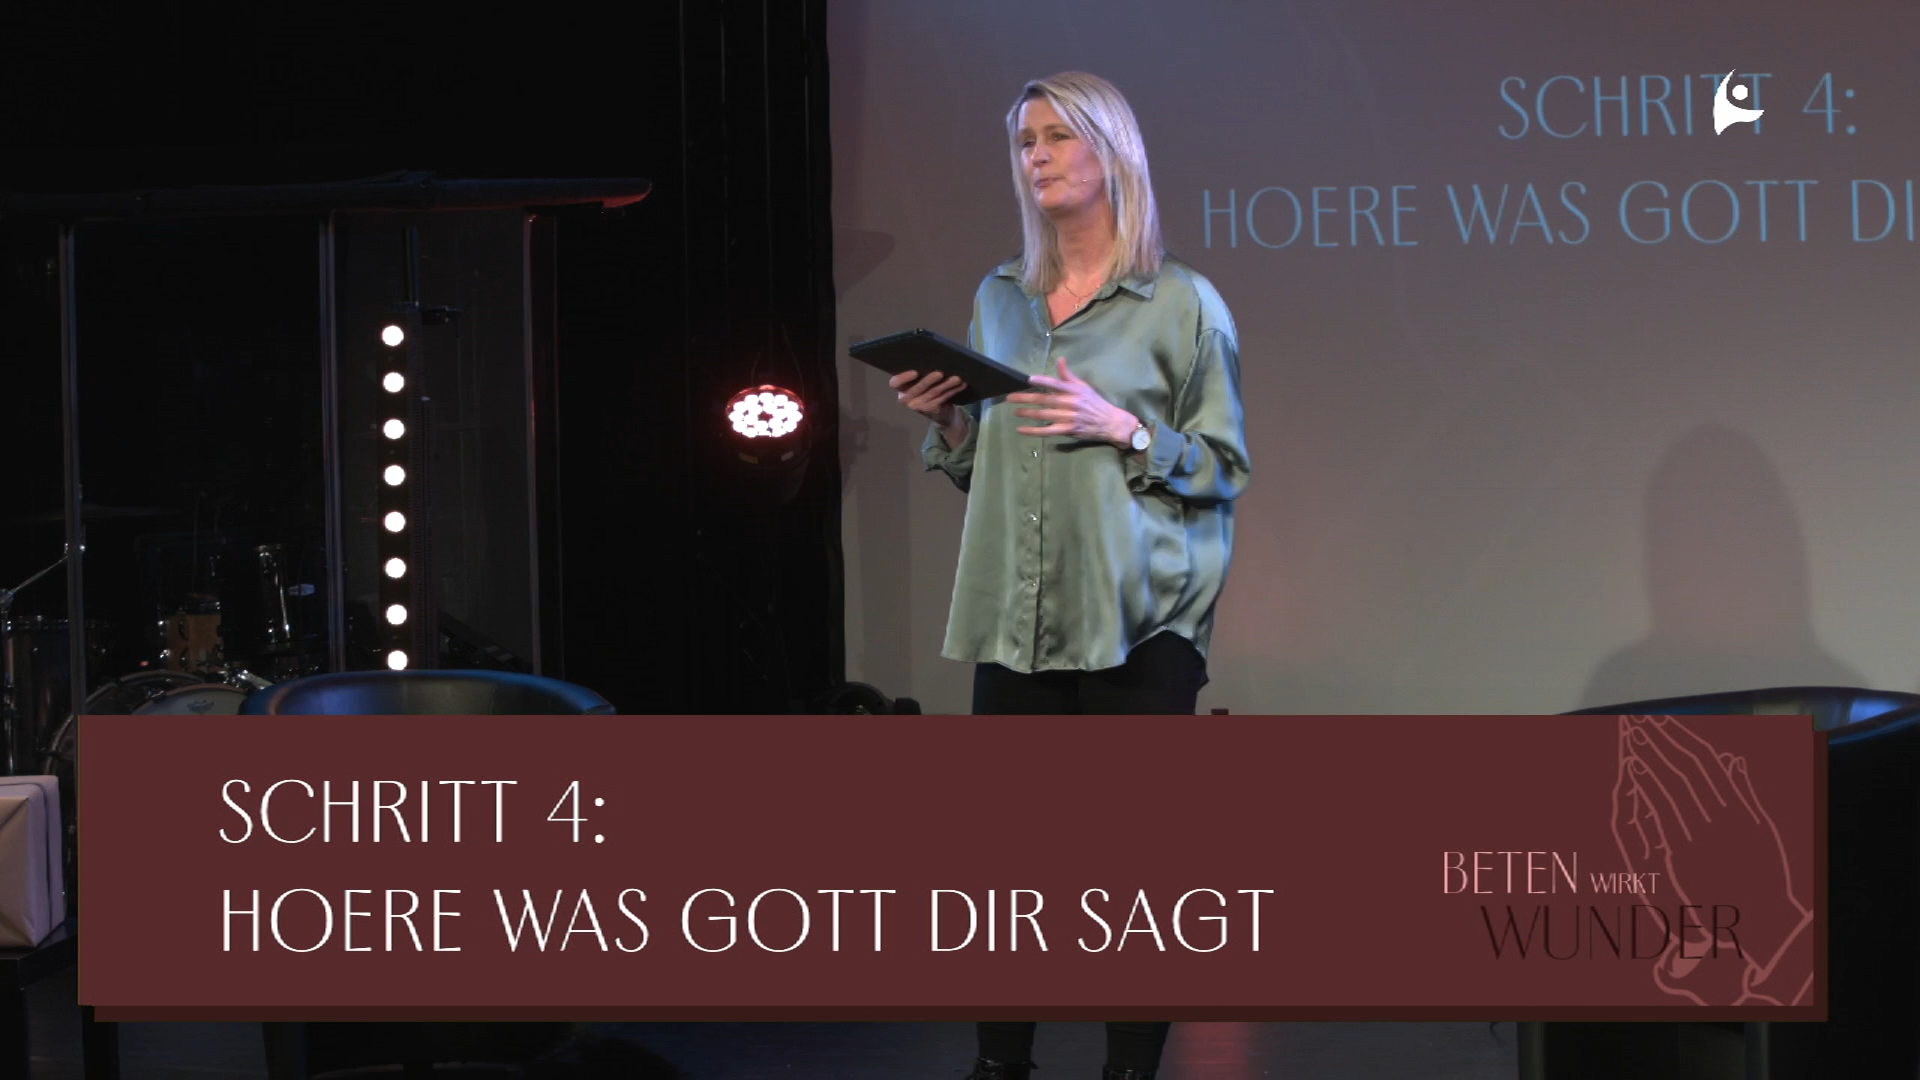 SCHRITT 4:
HOERE WAS GOTT DI
SCHRITT 4:
HOERE WAS GOTT DIR SAGT
BETEN WIRKT
WUNDER